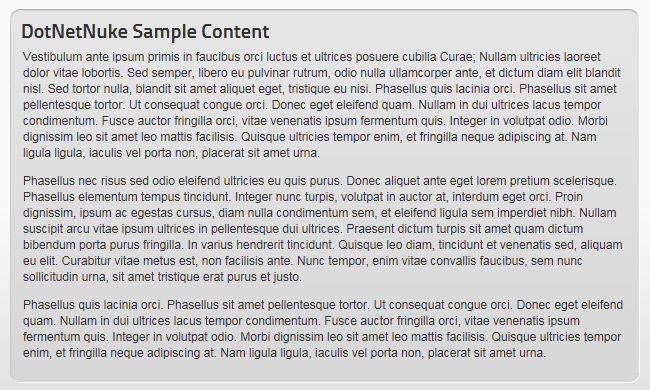 DotNetNuke Sample Content
Vestibulum ante ipsum primis in faucibus orci luctus et ultrices posuere cubilia Curae; Nullam ultricies laoreet
dolor vitae lobortis. Sed semper, libero eu pulvinar rutrum, odio nulla ullamcorper ante, et dictum diam elit blandit
nisl. Sed tortor nulla, blandit sit amet aliquet eget, tristique eu nisi. Phasellus quis lacinia orci. Phasellus sit amet
pellentesque tortor. Ut consequat congue orci. Donec eget eleifend quam. Nullam in dui ultrices lacus tempor
condimentum. Fusce auctor fringilla orci, vitae venenatis ipsum fermentum quis. Integer in volutpat odio. Morbi
dignissim leo sit amet leo mattis facilisis. Quisque ultricies tempor enim, et fringilla neque adipiscing at. Nam
ligula ligula, iaculis vel porta non, placerat sit amet urna.
Phasellus nec risus sed odio eleifend ultricies eu quis purus. Donec aliquet ante eget lorem pretium scelerisque.
Phasellus elementum tempus tincidunt. Integer nunc turpis, volutpat in auctor at, interdum eget orci. Proin
dignissim, ipsum ac egestas cursus, diam nulla condimentum sem, et eleifend ligula sem imperdiet nibh. Nullam
suscipit arcu vitae ipsum ultrices in pellentesque dui ultrices. Praesent dictum turpis sit amet quam dictum
bibendum porta purus fringilla. In varius hendrerit tincidunt. Quisque leo diam, tincidunt et venenatis sed, aliquam
eu elit. Curabitur vitae metus est, non facilisis ante. Nunc tempor, enim vitae convallis faucibus, sem nunc
sollicitudin urna, sit amet tristique erat purus et justo.
Phasellus quis lacinia orci. Phasellus sit amet pellentesque tortor. Ut consequat congue orci. Donec eget eleifend
quam. Nullam in dui ultrices lacus tempor condimentum. Fusce auctor fringilla orci, vitae venenatis ipsum
fermentum quis. Integer in volutpat odio. Morbi dignissim leo sit amet leo mattis facilisis. Quisque ultricies tempor
enim, et fringilla neque adipiscing at. Nam ligula ligula, iaculis vel porta non, placerat sit amet urna.